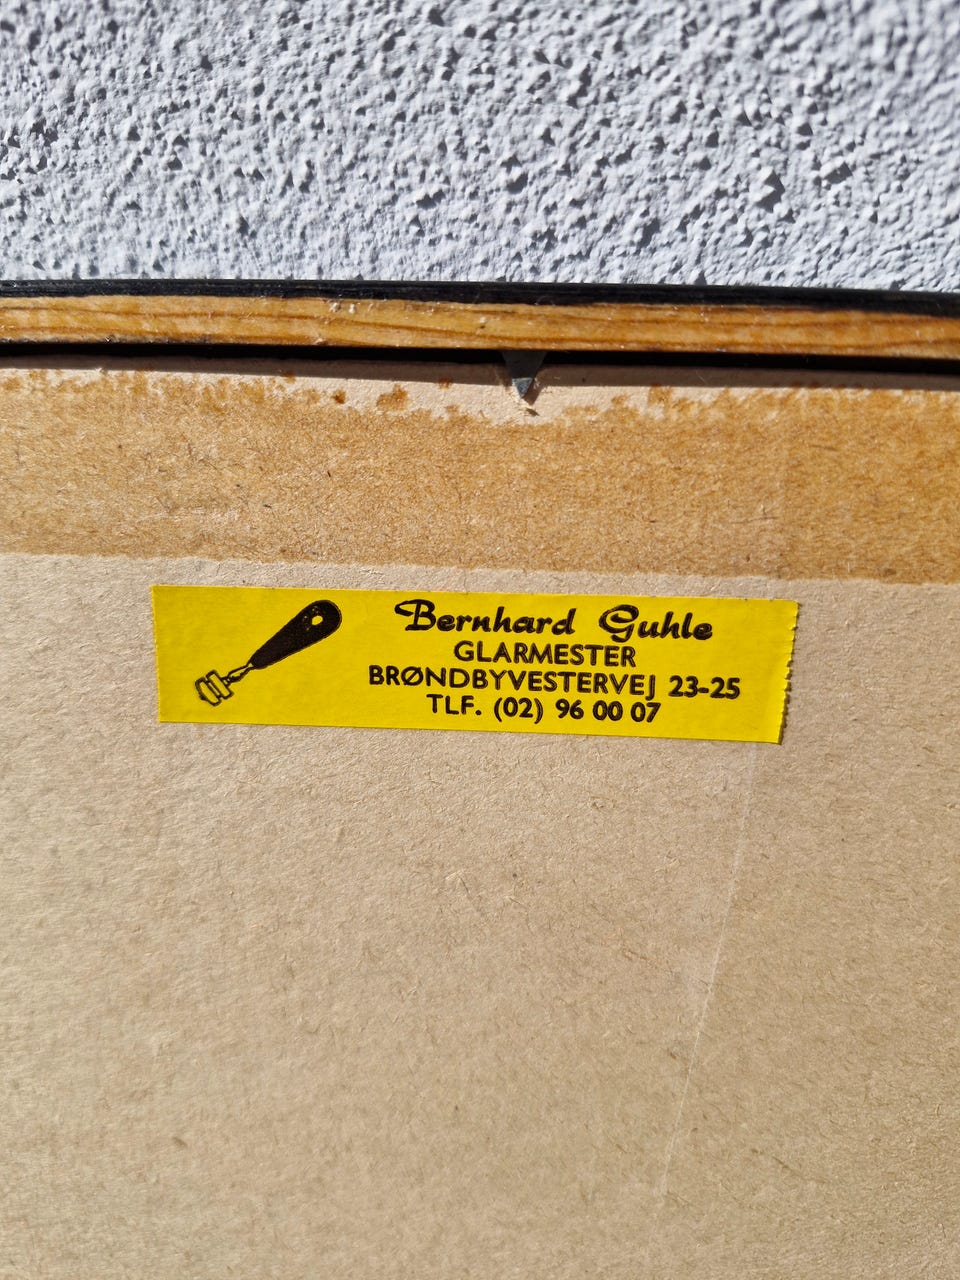 Bernhard Guhle
GLARMESTER
BRØNDBYVESTERVEJ 23-25
TLF. (02) 96 00 07